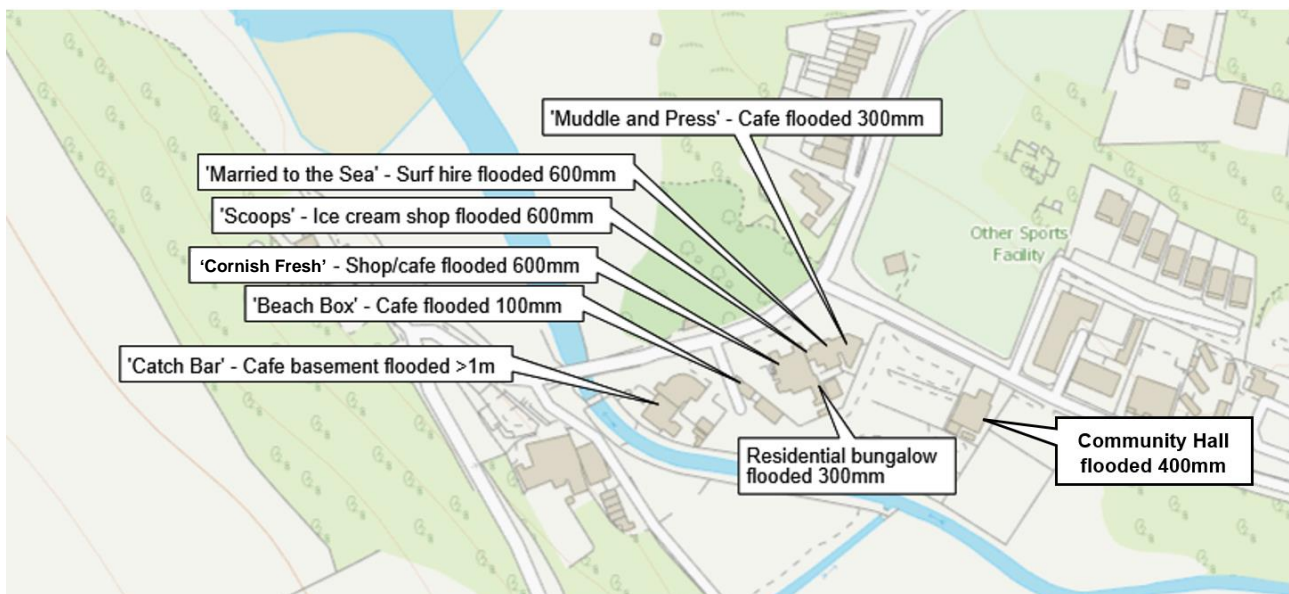 'Muddle and Press' - Cafe flooded 300mm
'Married to the Sea' - Surf hire flooded 600mm
'Scoops' - Ice cream shop flooded 600mm
‘Cornish Fresh’ - Shop/cafe flooded 600mm
'Beach Box' - Cafe flooded 100mm
'Catch Bar' - Cafe basement flooded >1m
Other Sports
Facility
Residential bungalow
flooded 300mm
Community Hall
flooded 400mm